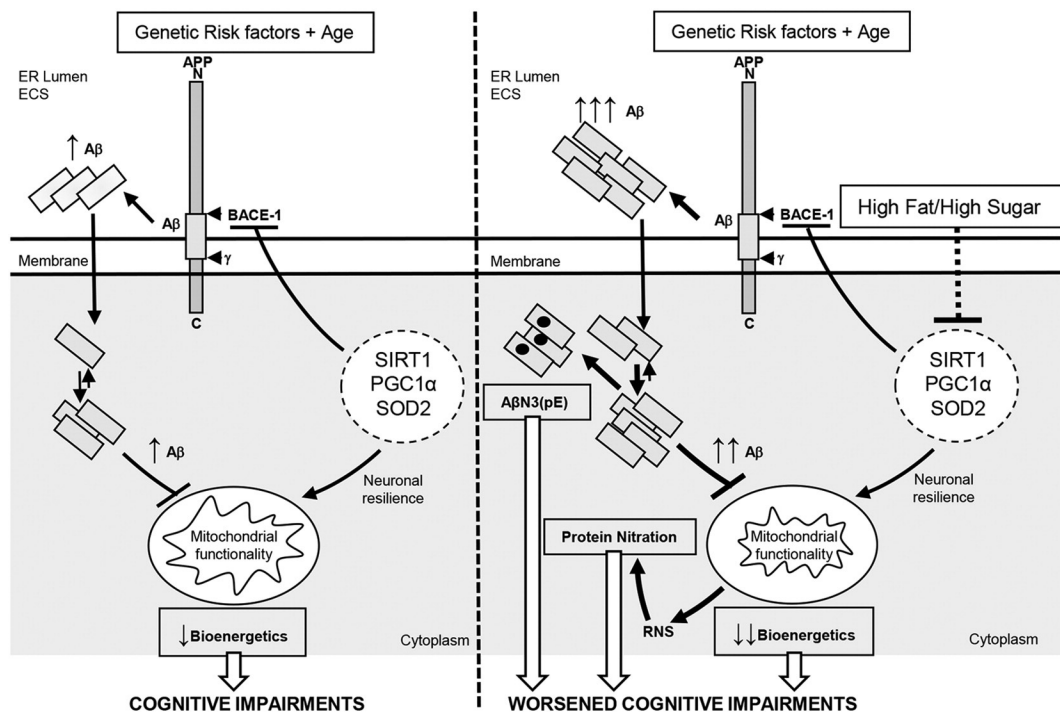 Genetic Risk factors + Age
APP
N
ER Lumen
ECS
↑ Aβ
Aβ
BACE-1
Membrane
γ
C
SIRT1
PGC1α
SOD2
↑ Aβ
Neuronal
resilience
Mitochondrial
functionality
↓Bioenergetics
Cytoplasm
COGNITIVE IMPAIRMENTS
Genetic Risk factors + Age
APP
N
ER Lumen
ECS
↑↑↑ Aβ
Aβ
BACE-1
High Fat/High Sugar
Membrane
γ
C
SIRT1
PGC1α
SOD2
AβN3(pE)
↑↑ Aβ
Neuronal
resilience
Protein Nitration
Mitochondrial
functionality
RNS
↓↓Bioenergetics
Cytoplasm
WORSENED COGNITIVE IMPAIRMENTS